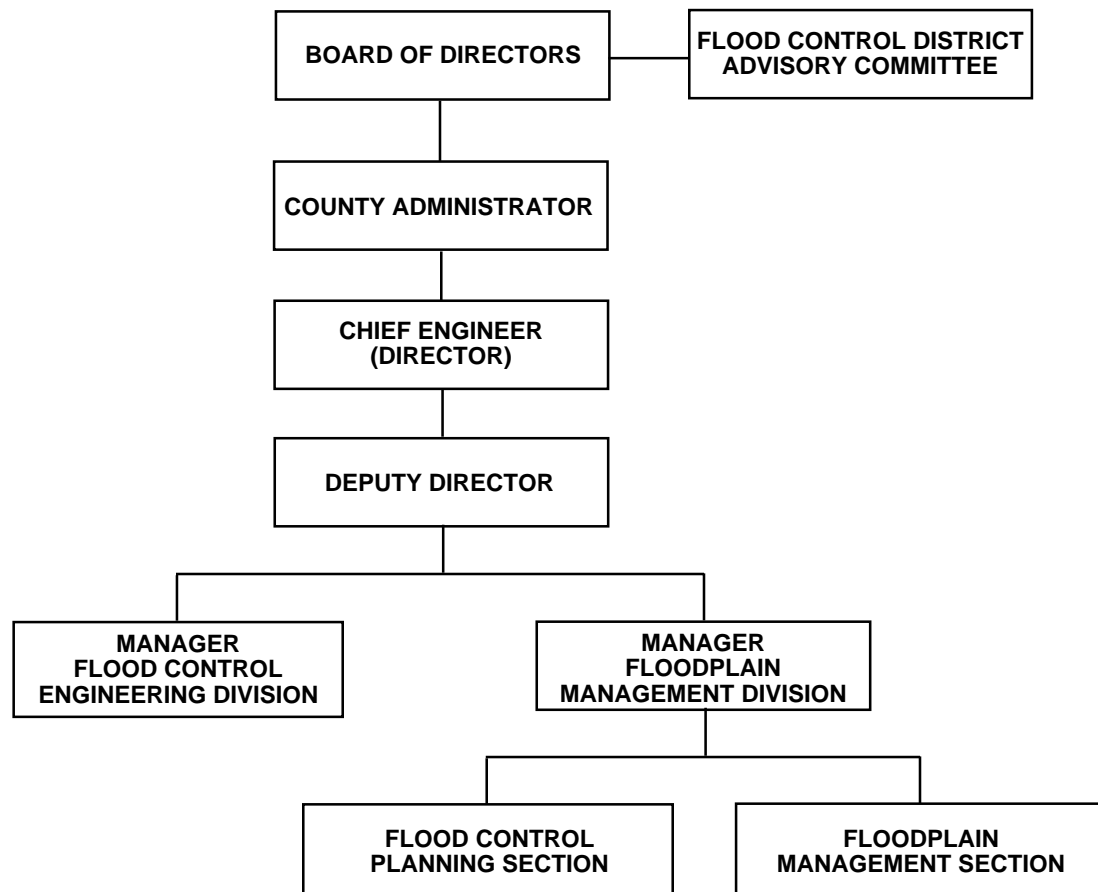 BOARD OF DIRECTORS
FLOOD CONTROL DISTRICT
ADVISORY COMMITTEE
COUNTY ADMINISTRATOR
CHIEF ENGINEER
(DIRECTOR)
DEPUTY DIRECTOR
MANAGER
FLOOD CONTROL
ENGINEERING DIVISION
MANAGER
FLOODPLAIN
MANAGEMENT DIVISION
FLOOD CONTROL
PLANNING SECTION
FLOODPLAIN
MANAGEMENT SECTION